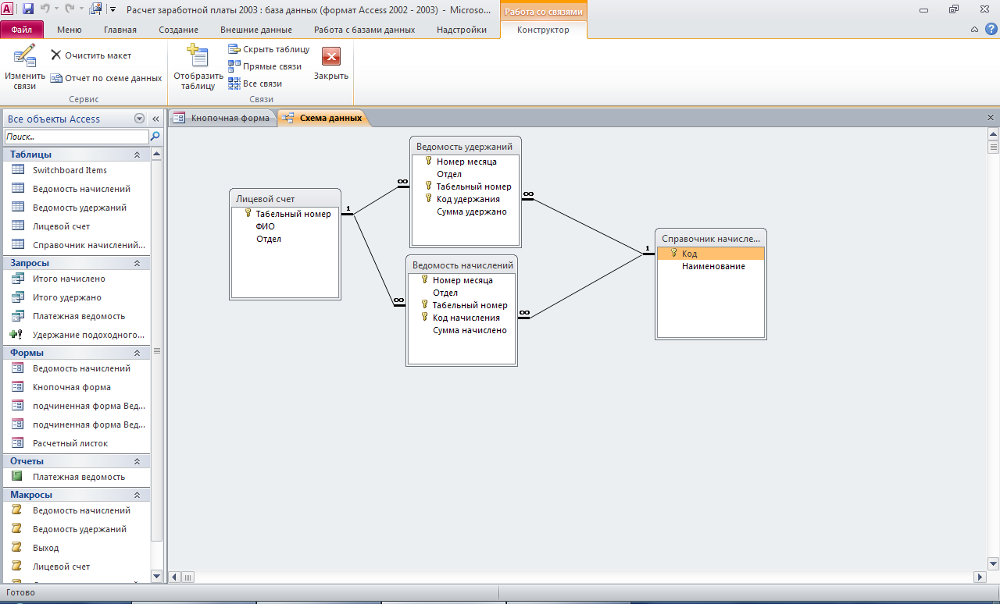 Расчет заработной платы 2003 : база данных (формат Access 2002 - 2003) - Microso...
Работа со связями
Файл Меню Главная Создание Внешние данные Работа с базами данных Надстройки Конструктор
Изменить связи
Очистить макет
Отчет по схеме данных
Сервис
Отобразить таблицу
Скрыть таблицу
Прямые связи
Все связи
Закрыть
Связи
Все объекты Access
Поиск...
Таблицы
Switchboard Items
Ведомость начислений
Ведомость удержаний
Лицевой счет
Справочник начислений...
Запросы
Итого начислено
Итого удержано
Платежная ведомость
Удержание подоходного...
Формы
Ведомость начислений
Кнопочная форма
подчиненная форма Вед...
подчиненная форма Вед...
Расчетный листок
Отчеты
Платежная ведомость
Макросы
Ведомость начислений
Ведомость удержаний
Выход
Лицевой счет
Кнопочная форма
Схема данных
Лицевой счет
Табельный номер
ФИО
Отдел
1
∞
∞
Ведомость удержаний
Номер месяца
Отдел
Табельный номер
Код удержания
Сумма удержано
∞
Ведомость начислений
Номер месяца
Отдел
Табельный номер
Код начисления
Сумма начислено
∞
1
Справочник начисле...
Код
Наименование
Готово